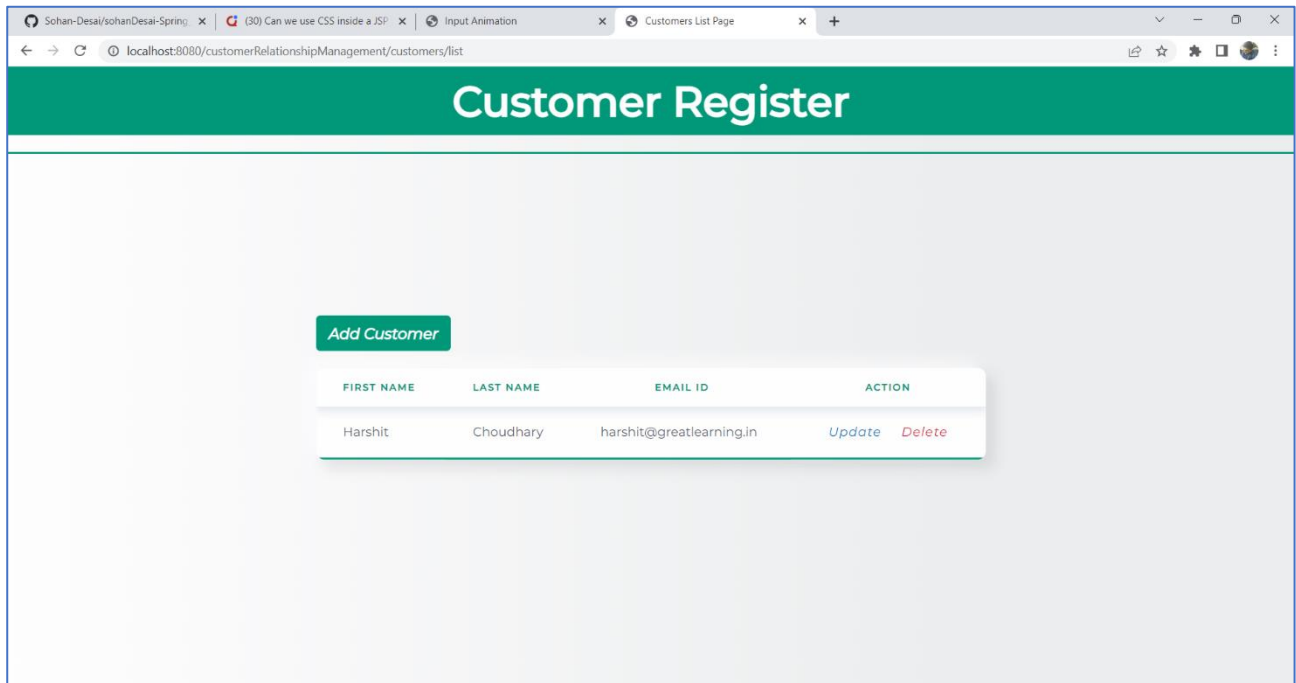 Sohan-Desai/sohanDesai-Spring
(30) Can we use CSS inside a JSP
Input Animation
Customers List Page
localhost:8080/customerRelationshipManagement/customers/list
Customer Register
Add Customer
FIRST NAME LAST NAME EMAIL ID ACTION
Harshit Choudhary harshit@greatlearning.in Update Delete